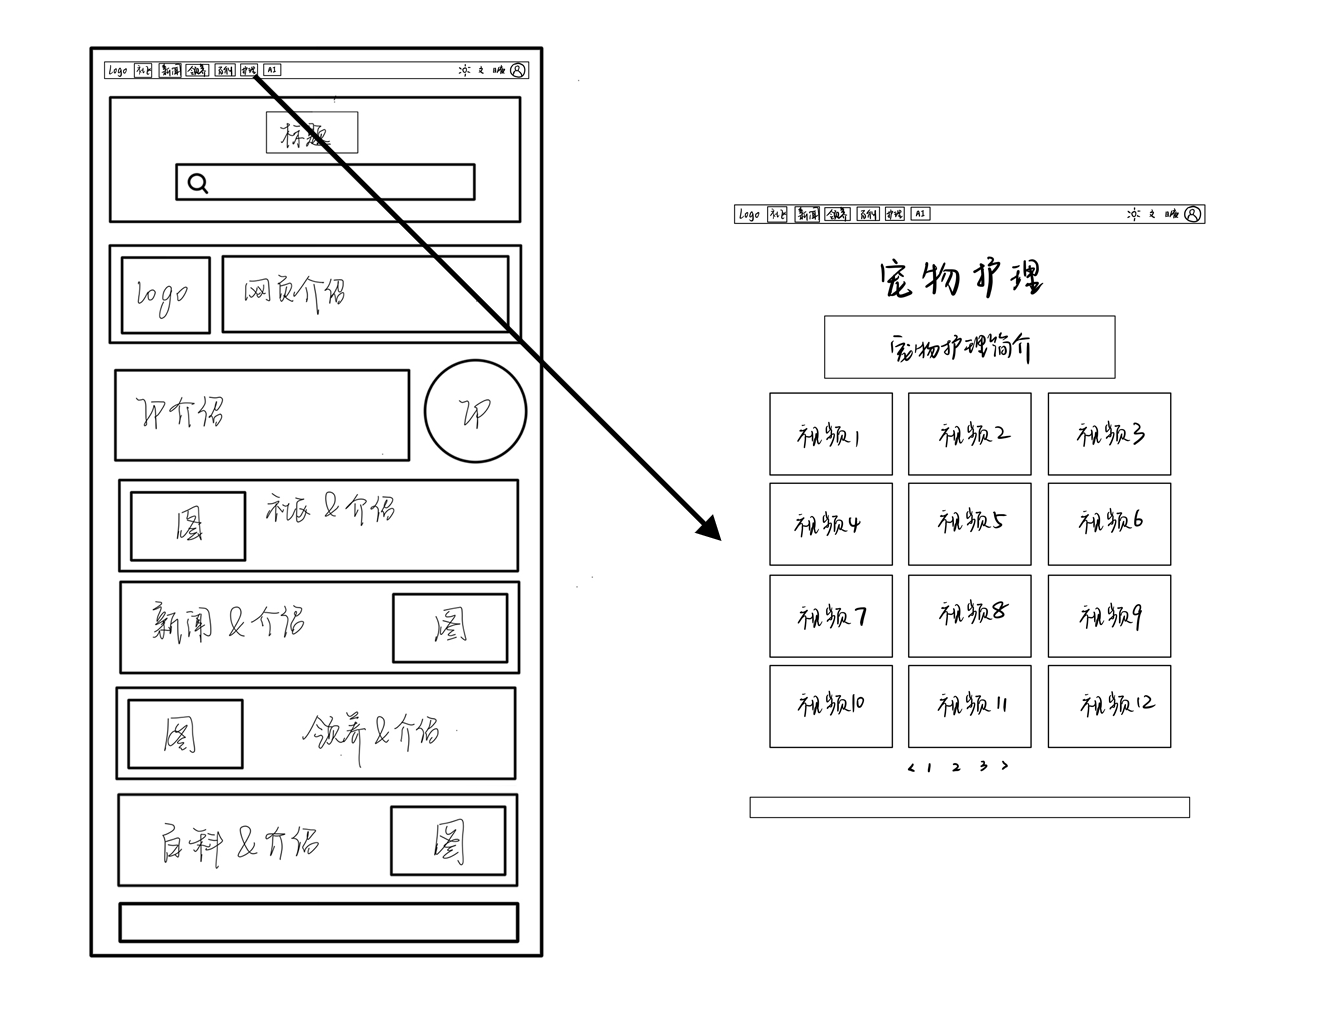 Logo 社区 新闻 领养 百科 护理 AI 文
标题
Logo 网页介绍
IP介绍 IP
图 社区 & 介绍
新闻 & 介绍 图
图 领养 & 介绍
百科 & 介绍 图
Logo 社区 新闻 领养 百科 护理 AI 文
宠物护理
宠物护理简介
视频1 视频2 视频3
视频4 视频5 视频6
视频7 视频8 视频9
视频10 视频11 视频12
< 1 2 3 >